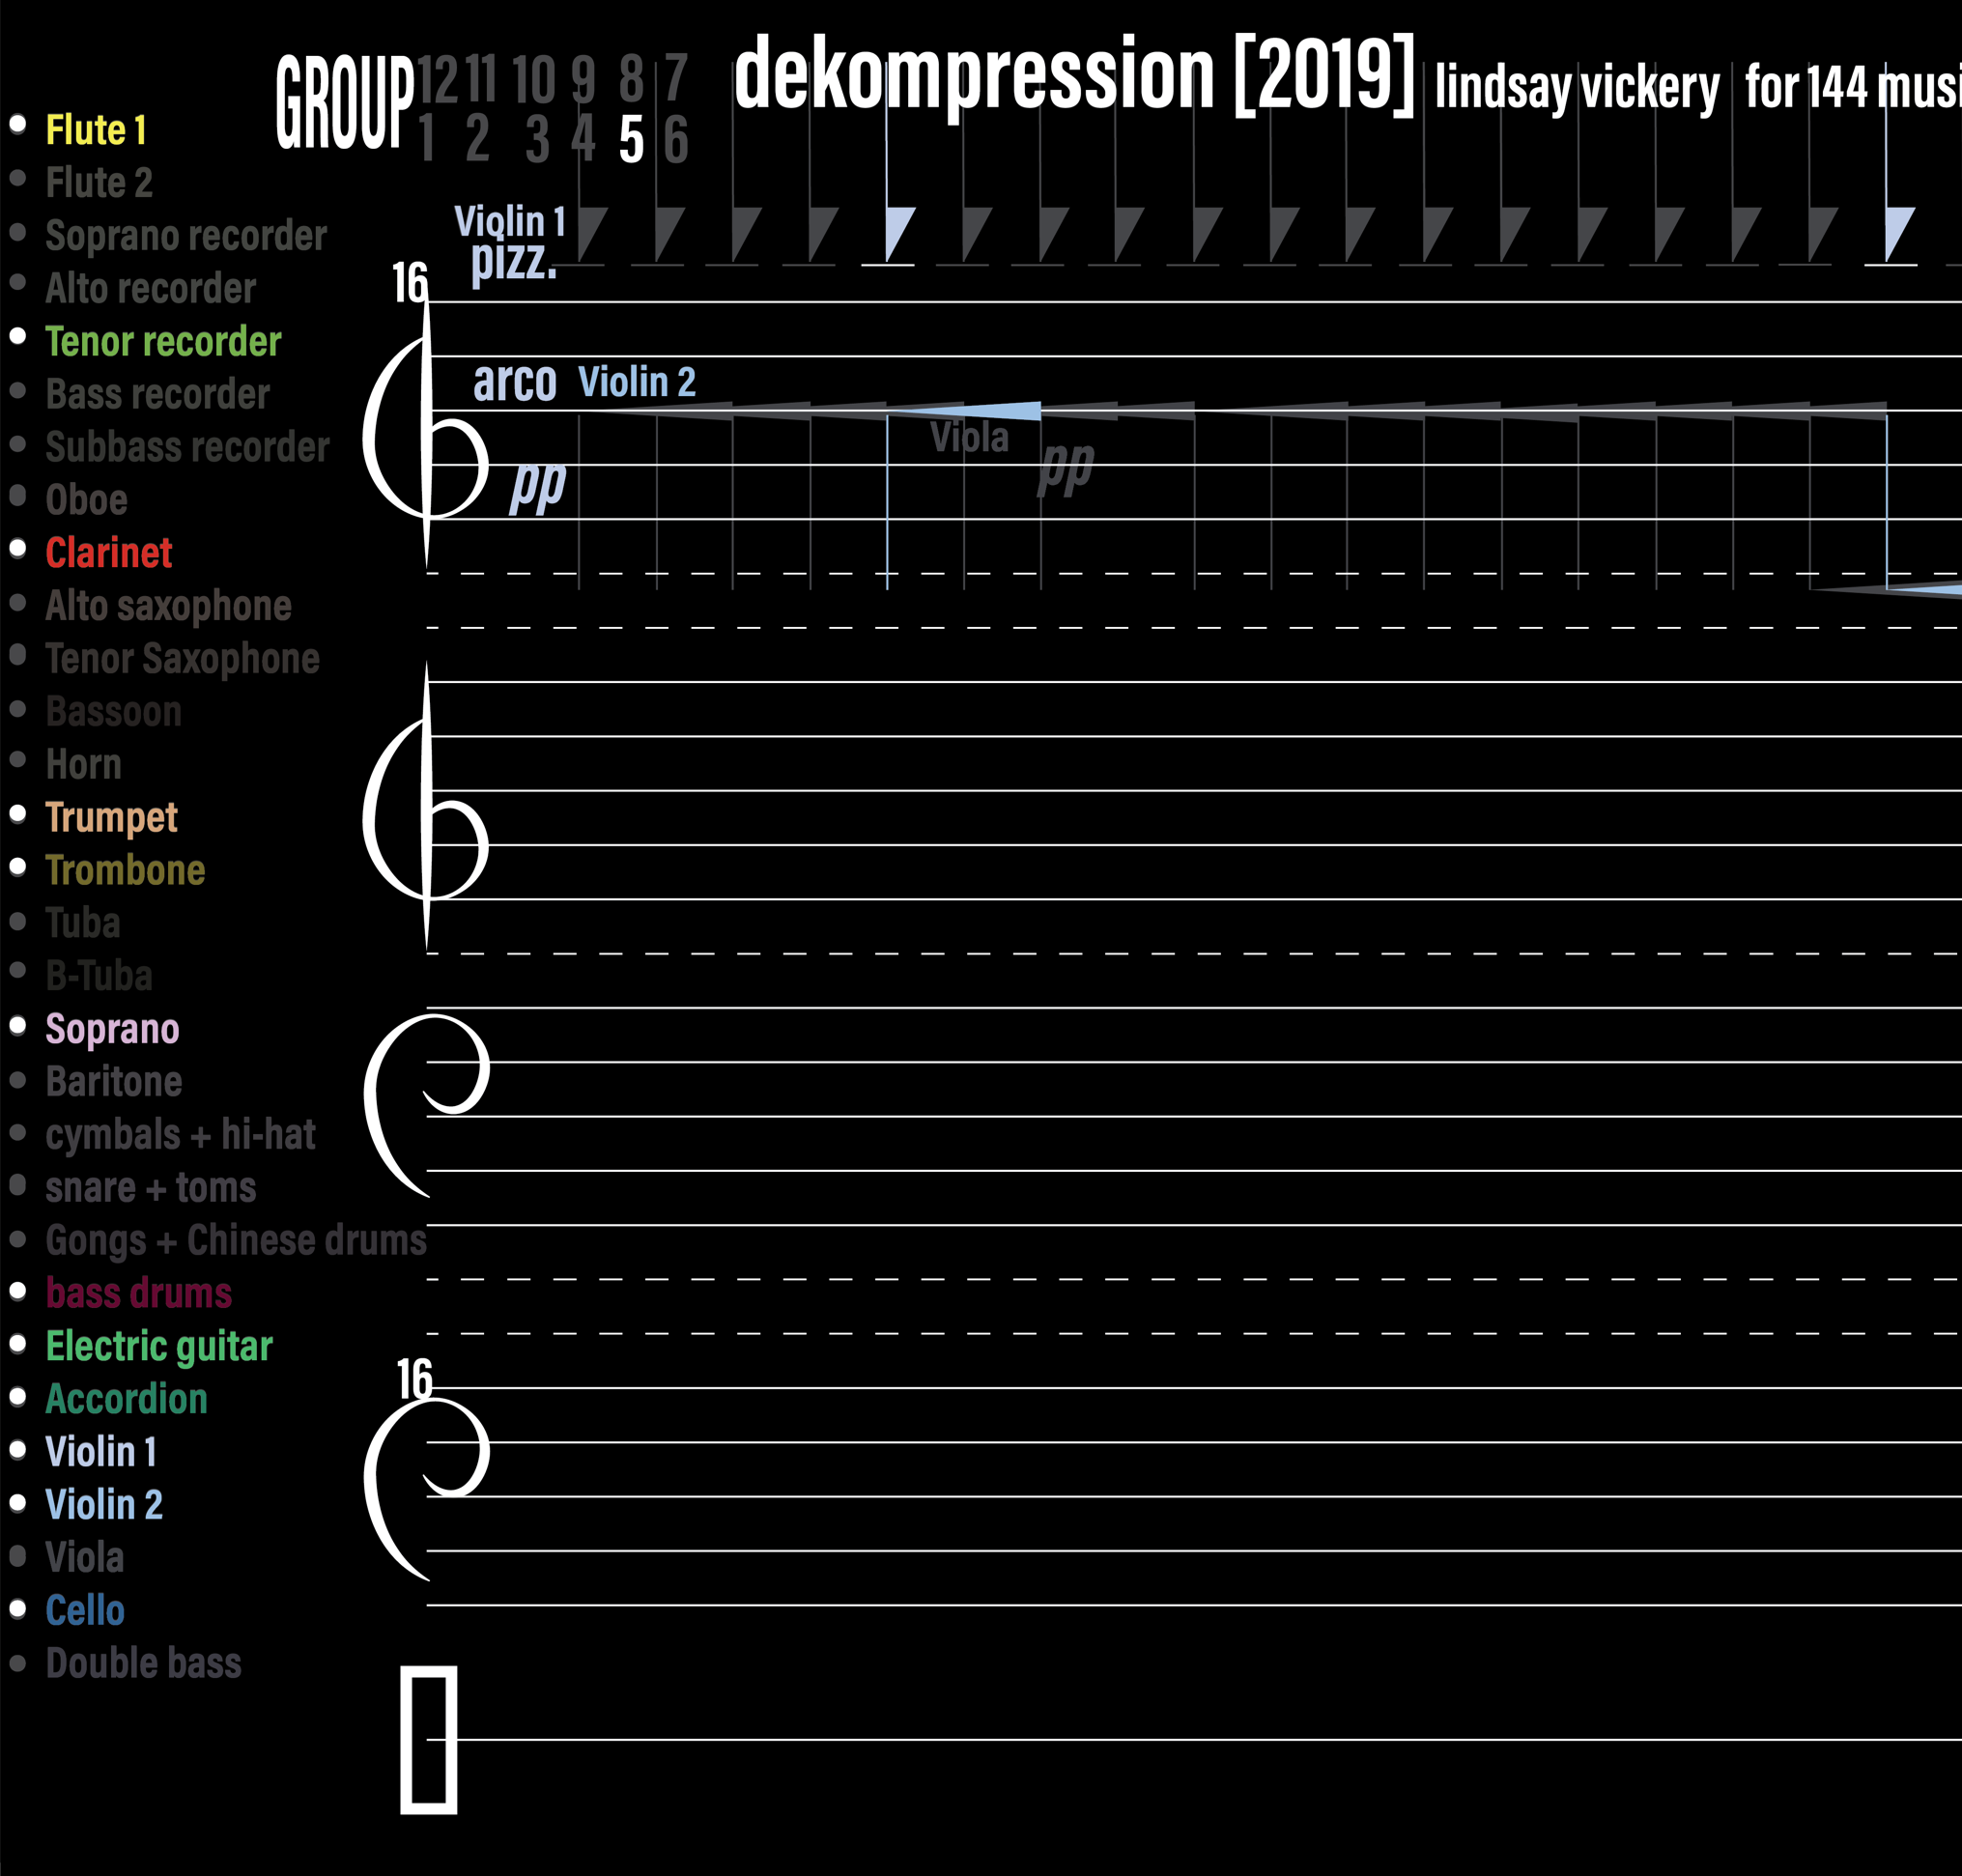 GROUP 12 11 10 9 8 7
1 2 3 4 5 6
dekompression [2019] lindsay vickery for 144 musi
Flute 1
Flute 2
Soprano recorder
Alto recorder
Tenor recorder
Bass recorder
Subbass recorder
Oboe
Clarinet
Alto saxophone
Tenor Saxophone
Bassoon
Horn
Trumpet
Trombone
Tuba
B-Tuba
Soprano
Baritone
cymbals + hi-hat
snare + toms
Gongs + Chinese drums
bass drums
Electric guitar
Accordion
Violin 1
Violin 2
Viola
Cello
Double bass
Violin 1
pizz.
16
arco Violin 2
Viola
pp
pp
16